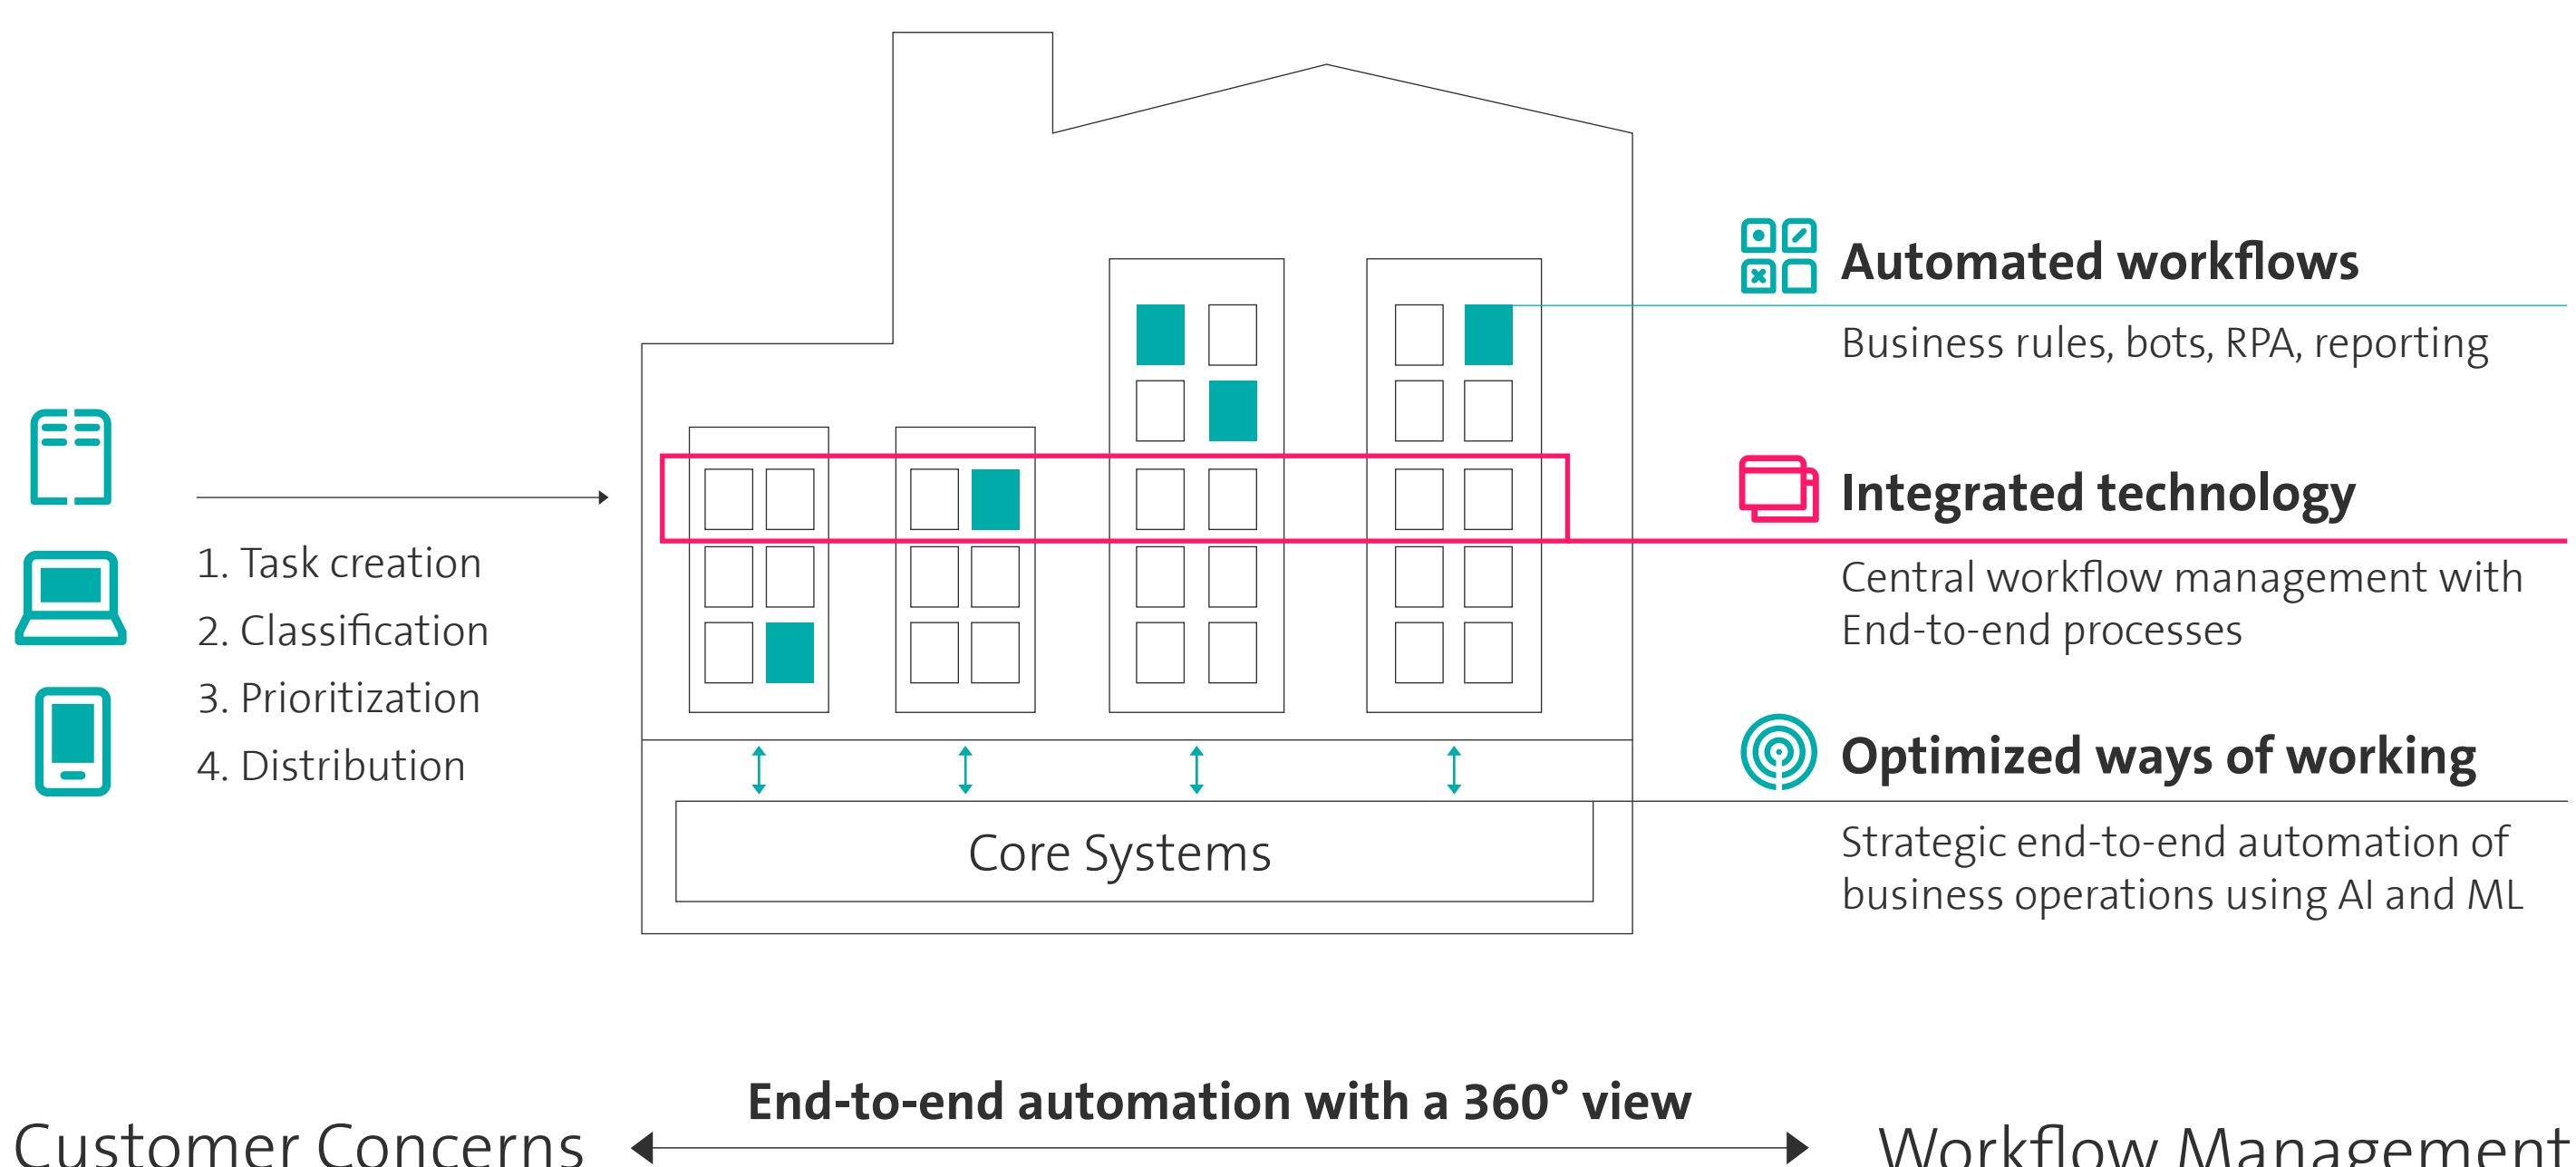 Automated workflows
Business rules, bots, RPA, reporting
Integrated technology
Central workflow management with
End-to-end processes
1. Task creation
2. Classification
3. Prioritization
4. Distribution
Optimized ways of working
Strategic end-to-end automation of
business operations using AI and ML
Core Systems
End-to-end automation with a 360° view
Customer Concerns
Workflow Management